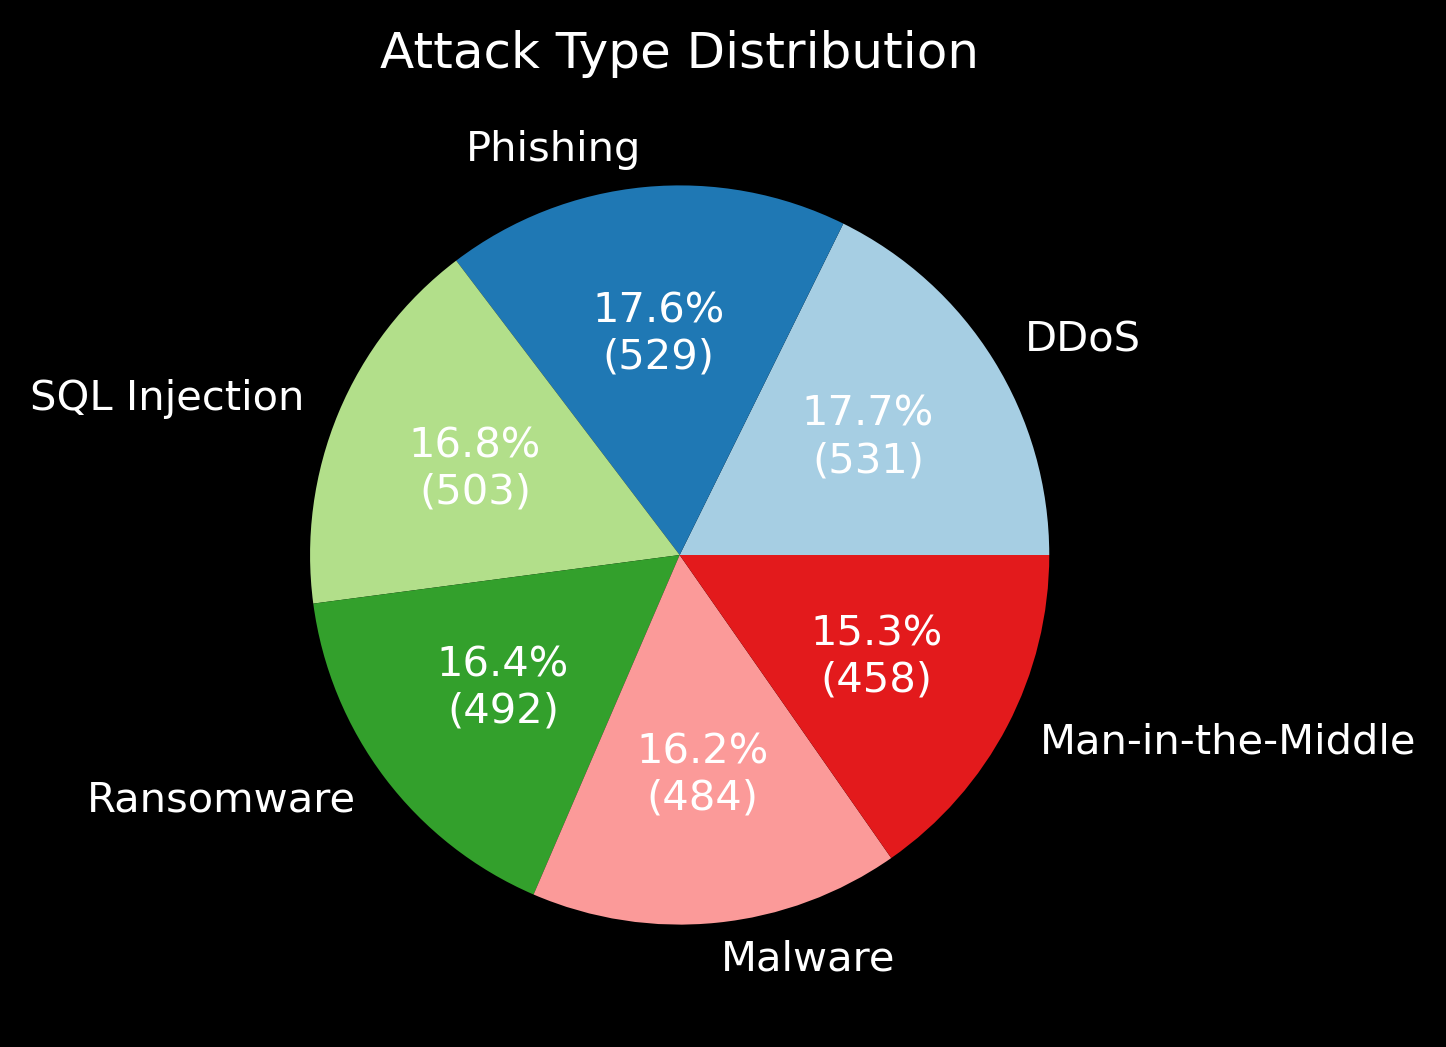 Attack Type Distribution
Phishing
17.6%
(529)
DDoS
17.7%
(531)
SQL Injection
16.8%
(503)
15.3%
(458)
Man-in-the-Middle
16.4%
(492)
Ransomware
16.2%
(484)
Malware